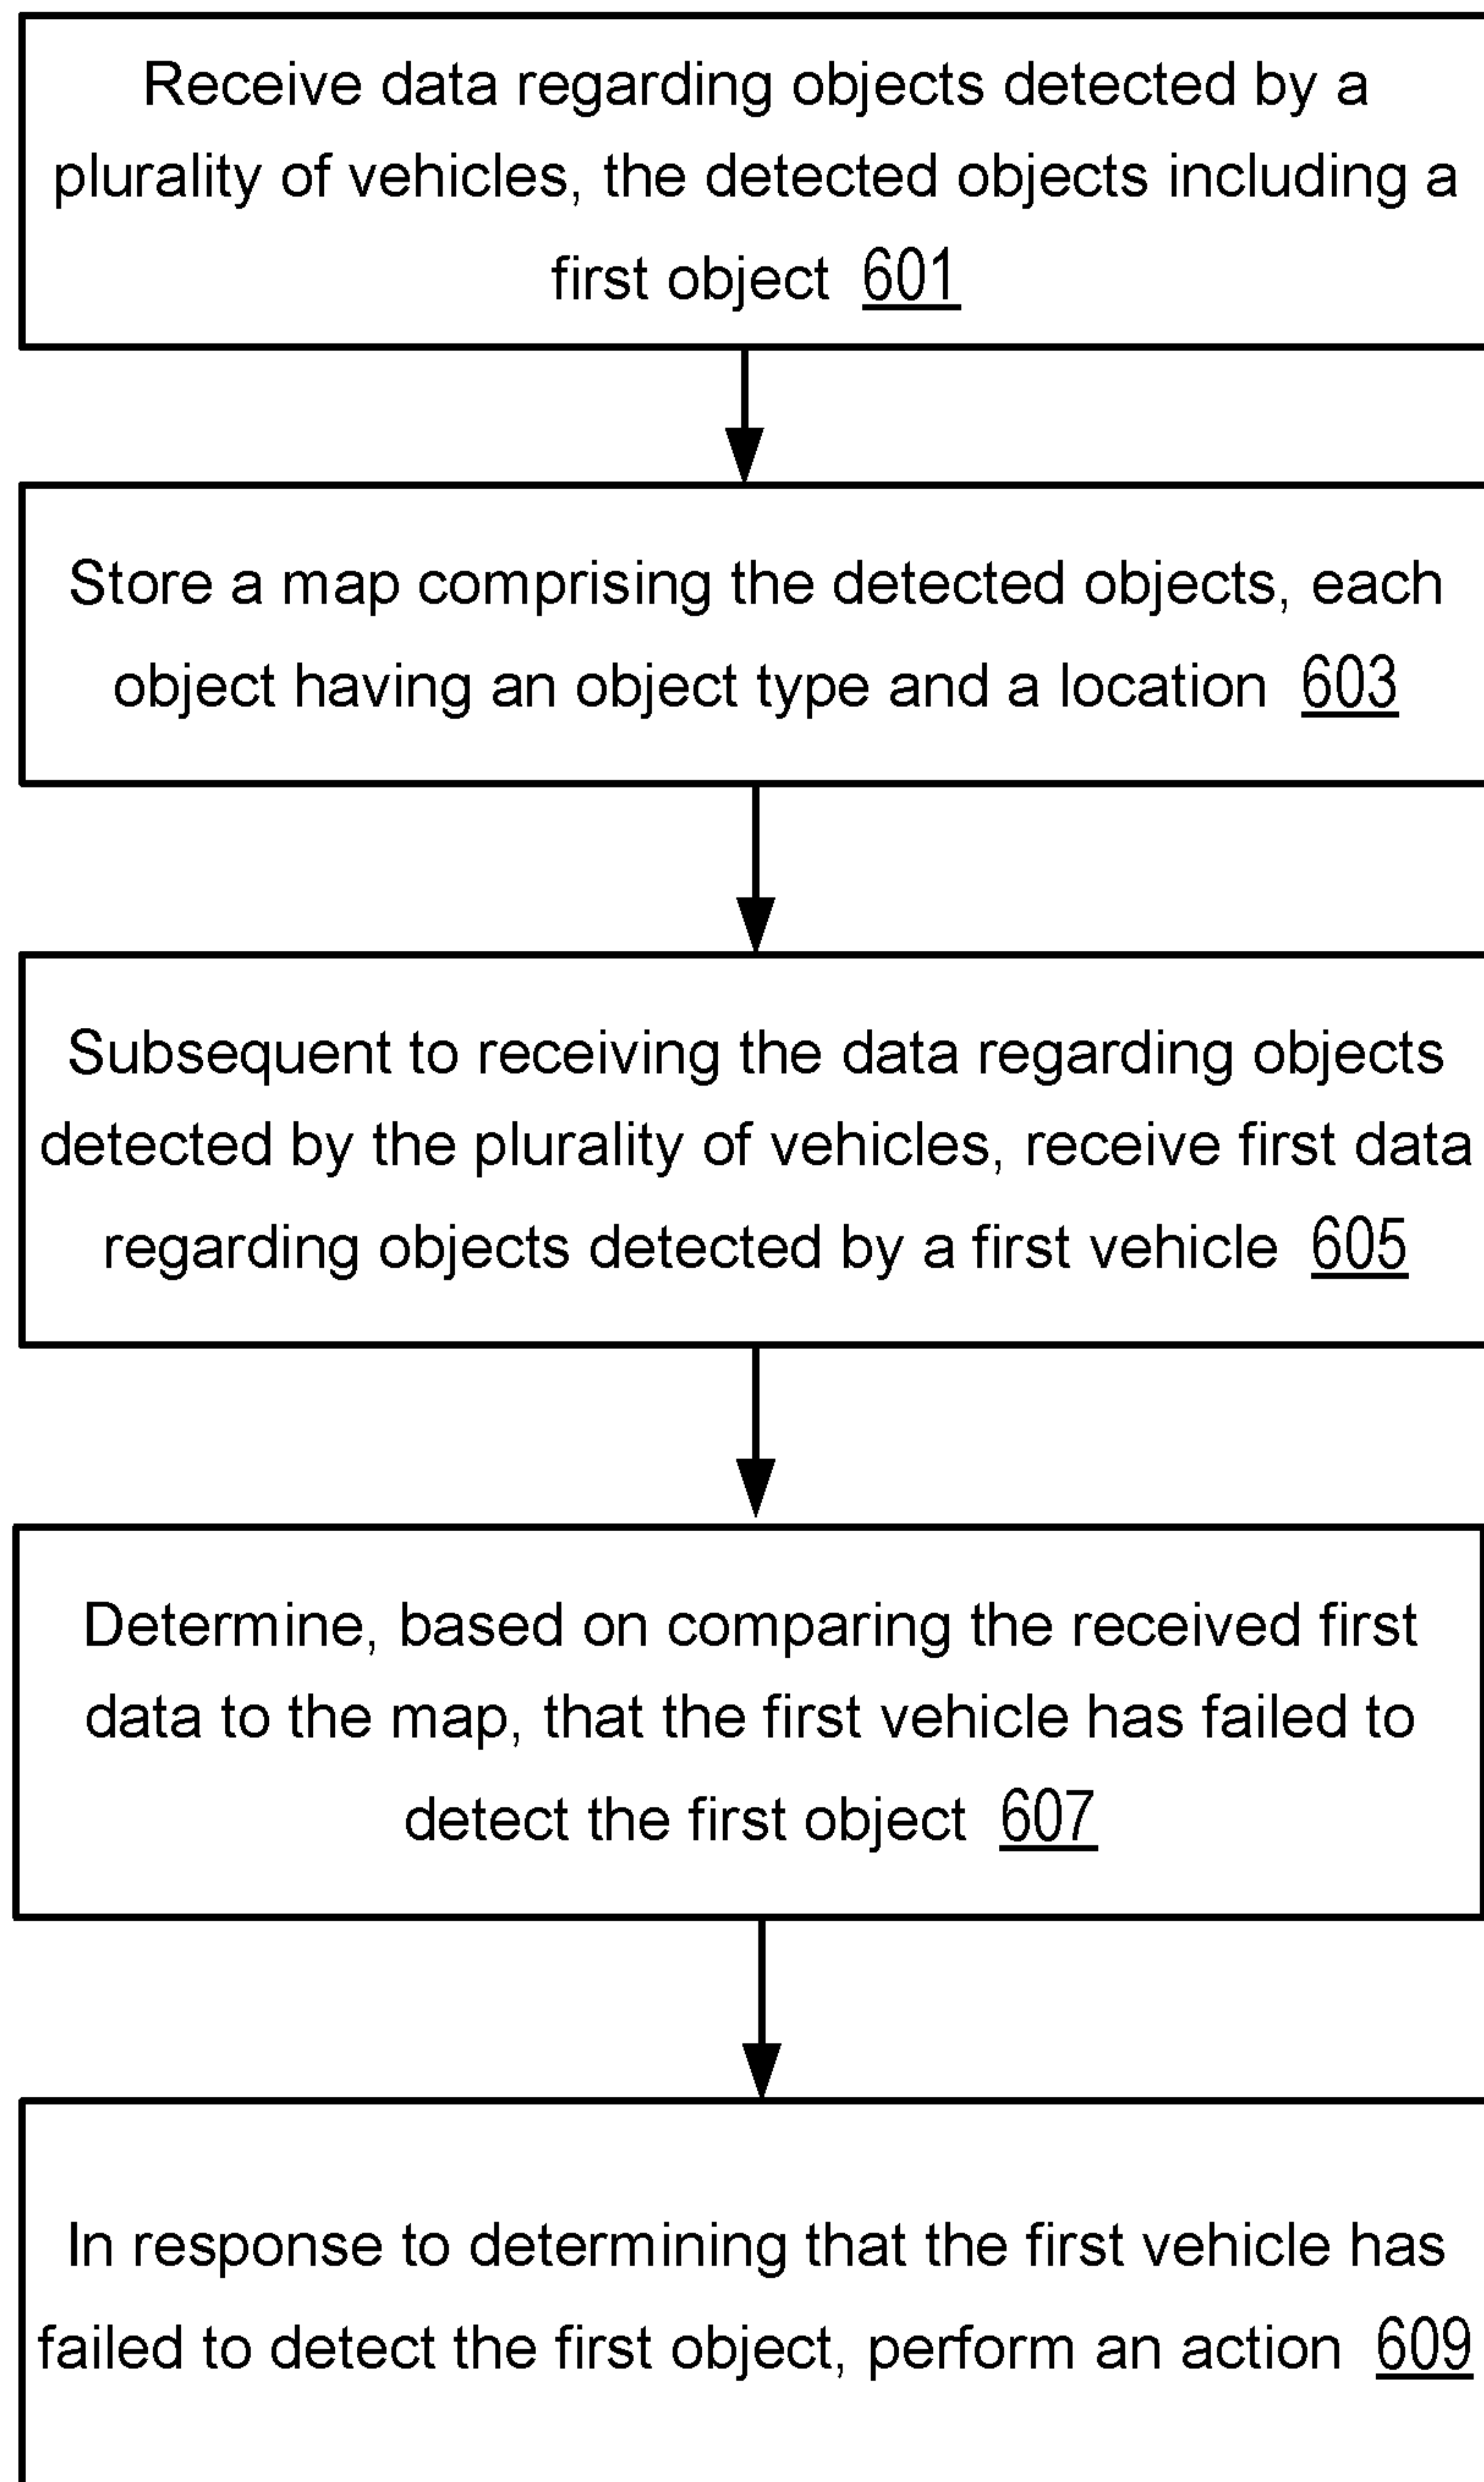 Receive data regarding objects detected by a
plurality of vehicles, the detected objects including a
first object 601
Store a map comprising the detected objects, each
object having an object type and a location 603
Subsequent to receiving the data regarding objects
detected by the plurality of vehicles, receive first data
regarding objects detected by a first vehicle 605
Determine, based on comparing the received first
data to the map, that the first vehicle has failed to
detect the first object 607
In response to determining that the first vehicle has
failed to detect the first object, perform an action 609